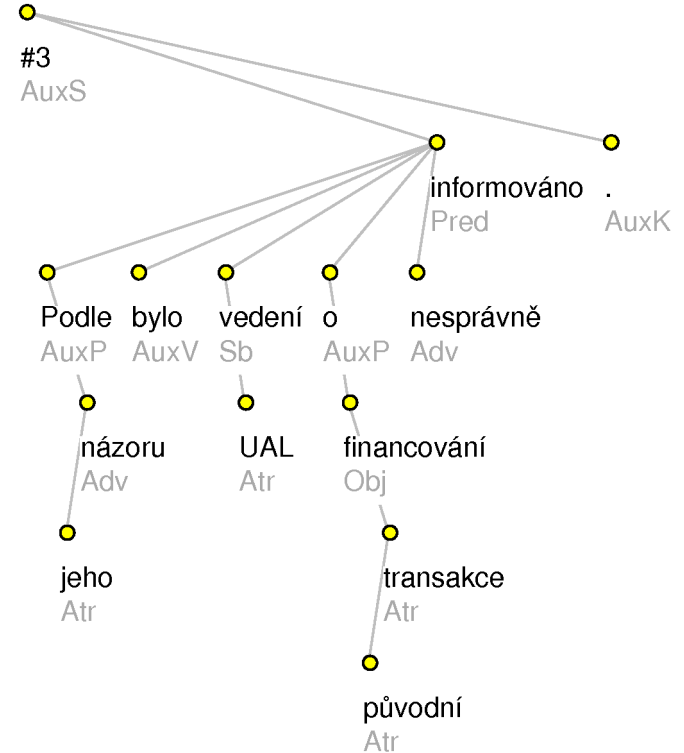 #3
AuxS
informováno .
Pred AuxK
Podle bylo vedení o nesprávně
AuxP AuxV Sb AuxP Adv
názoru UAL financování
Adv Atr Obj
jeho transakce
Atr Atr
původní
Atr